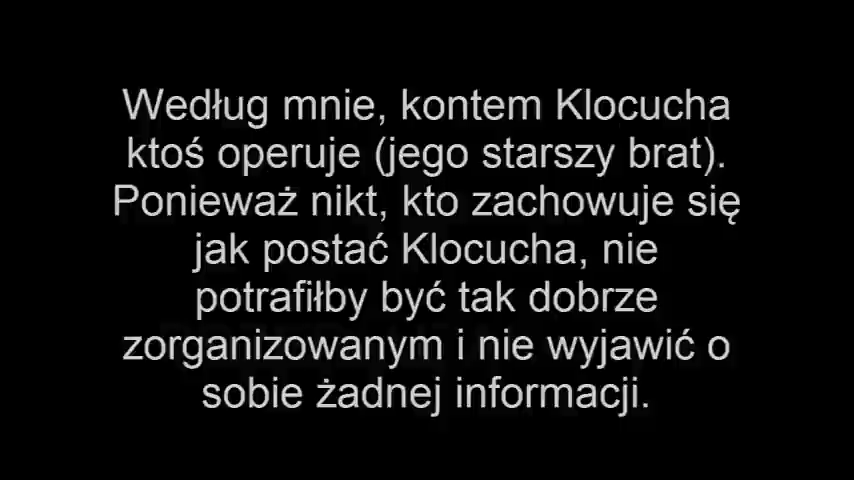 Według mnie, kontem Klocucha
ktoś operuje (jego starszy brat).
Ponieważ nikt, kto zachowuje się
jak postać Klocucha, nie
potrafiłby być tak dobrze
zorganizowanym i nie wyjawić o
sobie żadnej informacji.